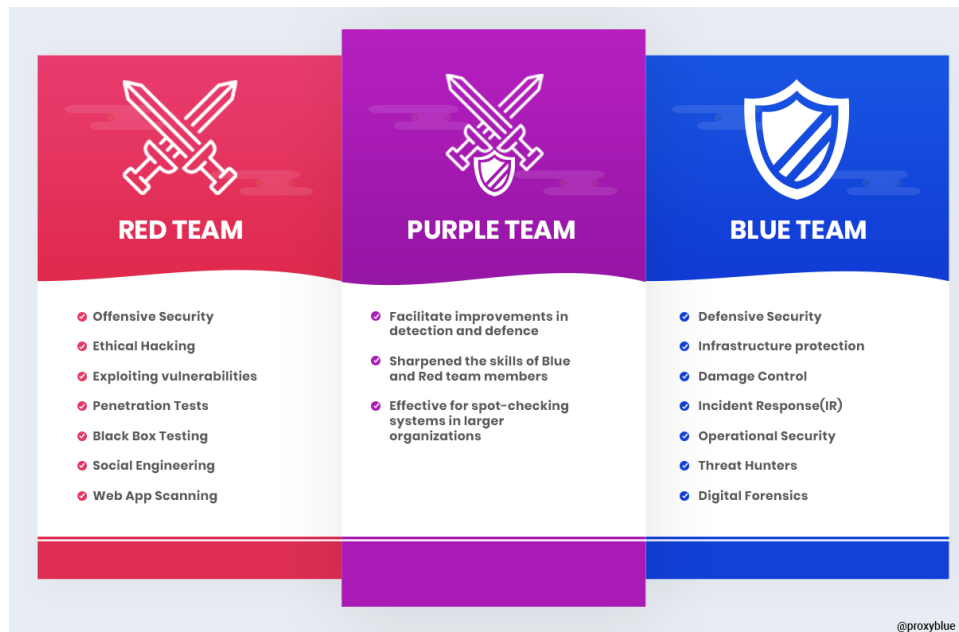 RED TEAM
Offensive Security
Ethical Hacking
Exploiting vulnerabilities
Penetration Tests
Black Box Testing
Social Engineering
Web App Scanning
PURPLE TEAM
Facilitate improvements in
detection and defence
Sharpened the skills of Blue
and Red team members
Effective for spot-checking
systems in larger
organizations
BLUE TEAM
Defensive Security
Infrastructure protection
Damage Control
Incident Response(IR)
Operational Security
Threat Hunters
Digital Forensics
@proxyblue